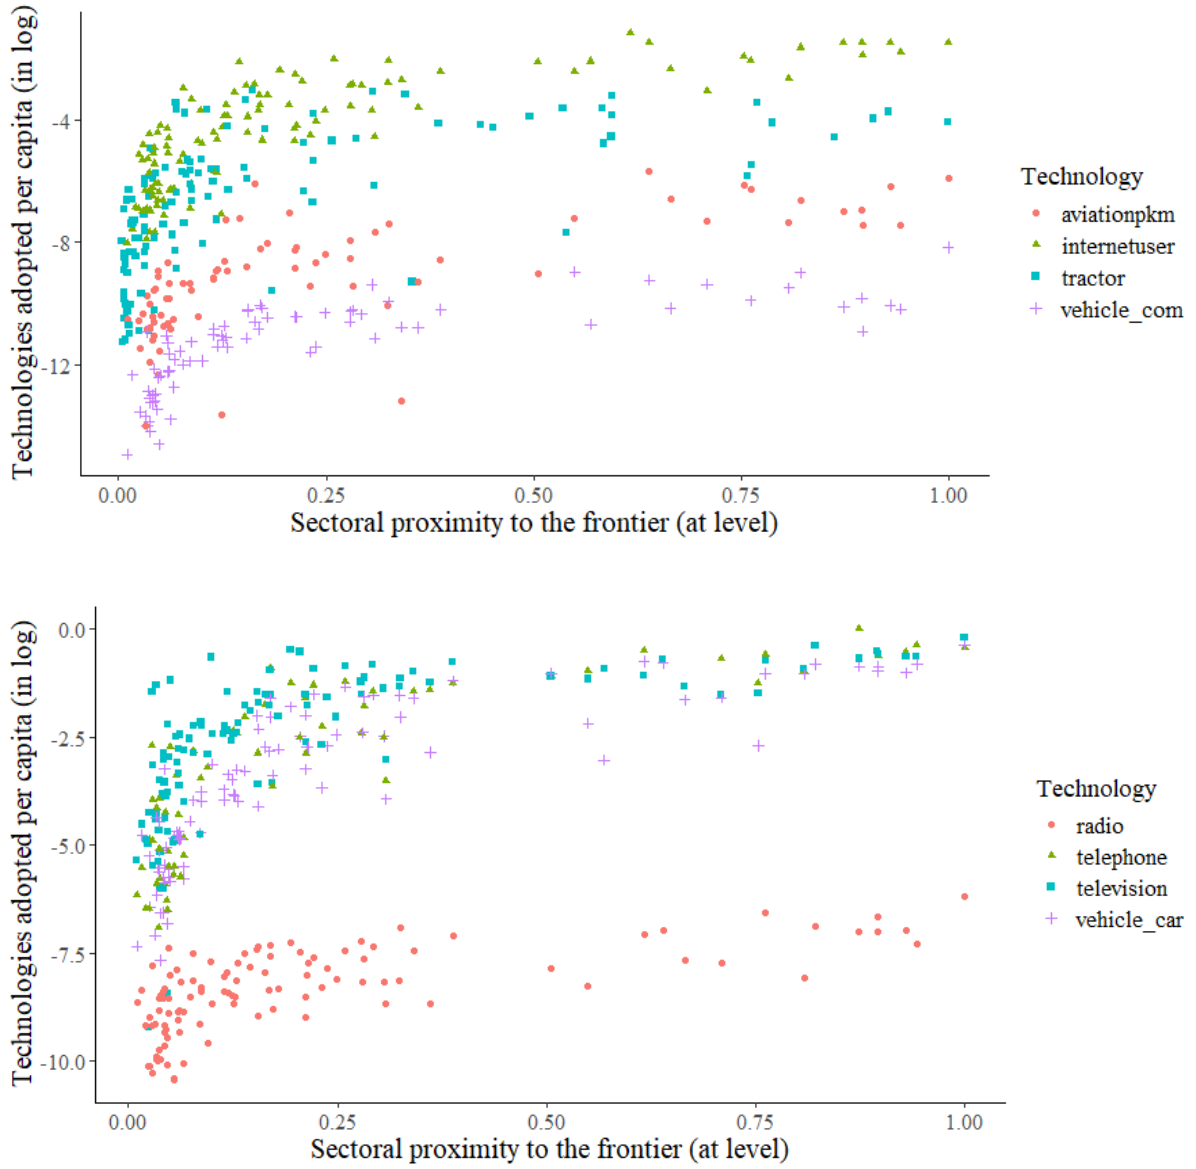 Technologies adopted per capita (in log)
-4
-8
-12
0.00 0.25 0.50 0.75 1.00
Sectoral proximity to the frontier (at level)
Technology
aviationpkm
internetuser
tractor
vehicle_com
Technologies adopted per capita (in log)
0.0
-2.5
-5.0
-7.5
-10.0
0.00 0.25 0.50 0.75 1.00
Sectoral proximity to the frontier (at level)
Technology
radio
telephone
television
vehicle_car